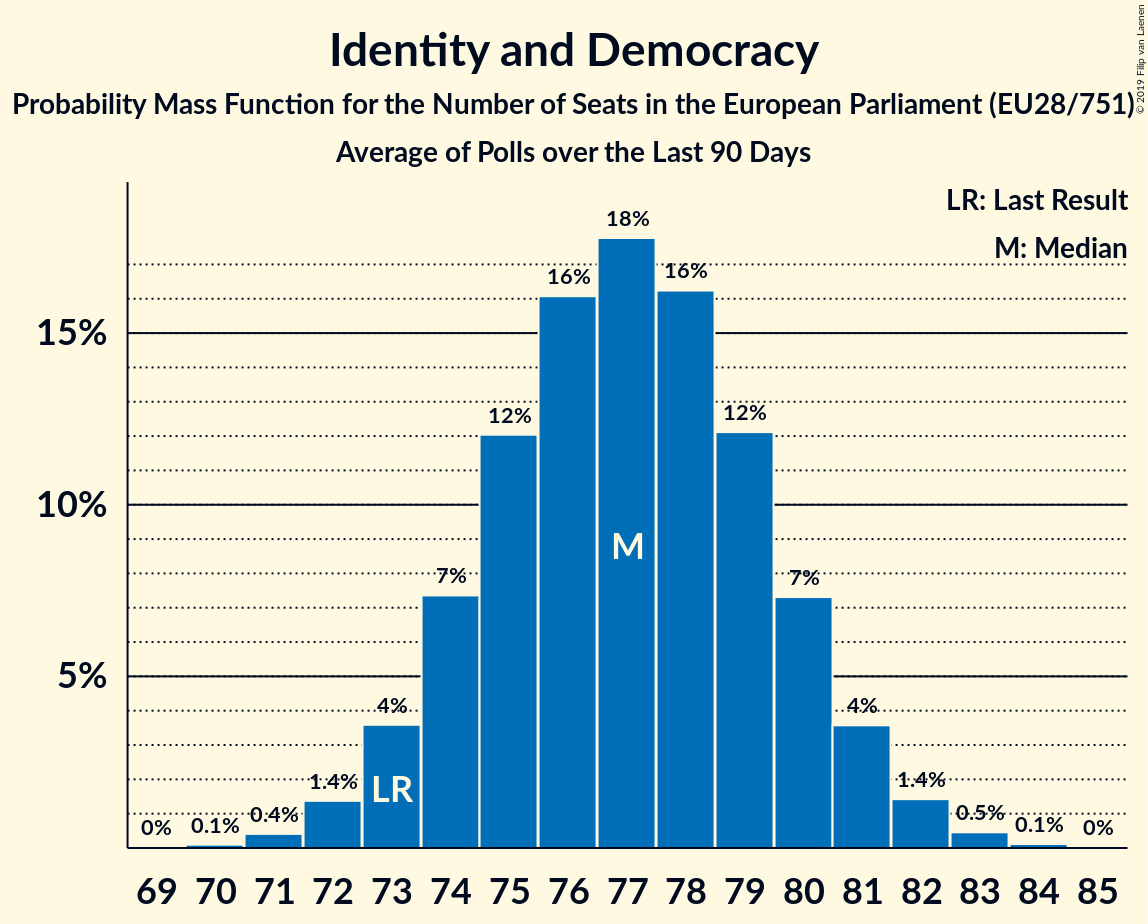 Identity and Democracy
Probability Mass Function for the Number of Seats in the European Parliament (EU28/751)
Average of Polls over the Last 90 Days
© 2019 Filip van Laenen
LR: Last Result
M: Median
18%
16%
16%
15%
12%
12%
M
10%
7%
7%
5%
4%
4%
LR
1.4%
1.4%
0%
0.1%
0.4%
0.5%
0.1%
0%
69 70 71 72 73 74 75 76 77 78 79 80 81 82 83 84 85